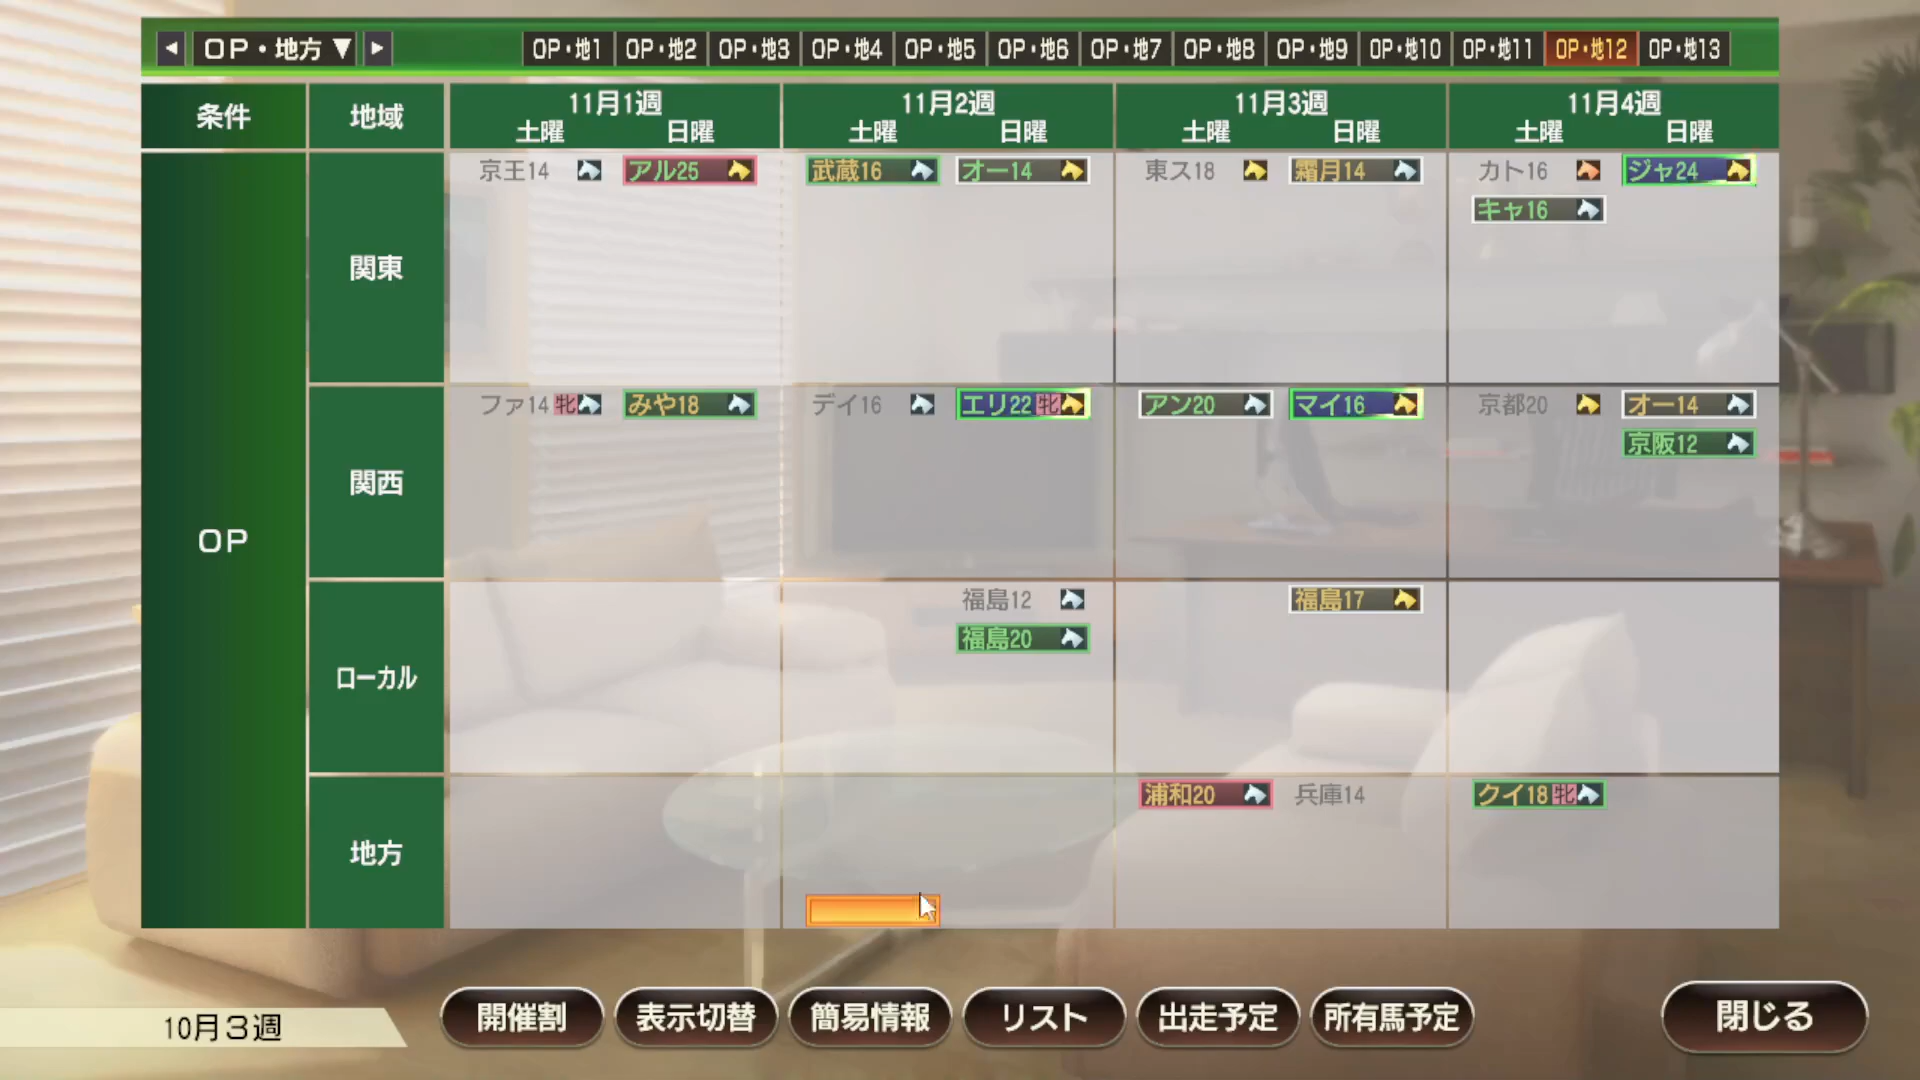 ◀ OP・地方▼ ▶ OP・地1 OP・地2 OP・地3 OP・地4 OP・地5 OP・地6 OP・地7 OP・地8 OP・地9 OP・地10 OP・地11 OP・地12 OP・地13
条件 地域 11月1週 11月2週 11月3週 11月4週
土曜 日曜 土曜 日曜 土曜 日曜 土曜 日曜
OP
関東
京王14 アル25 武蔵16 オー14 東ス18 霜月14 カト16 ジャ24
キャ16
関西
ファ14牝 みや18 デイ16 エリ22牝 アン20 マイ16 京都20 オー14
京阪12
ローカル
福島12 福島17
福島20
地方
浦和20 兵庫14 クイ18牝
10月3週
開催割 表示切替 簡易情報 リスト 出走予定 所有馬予定 閉じる